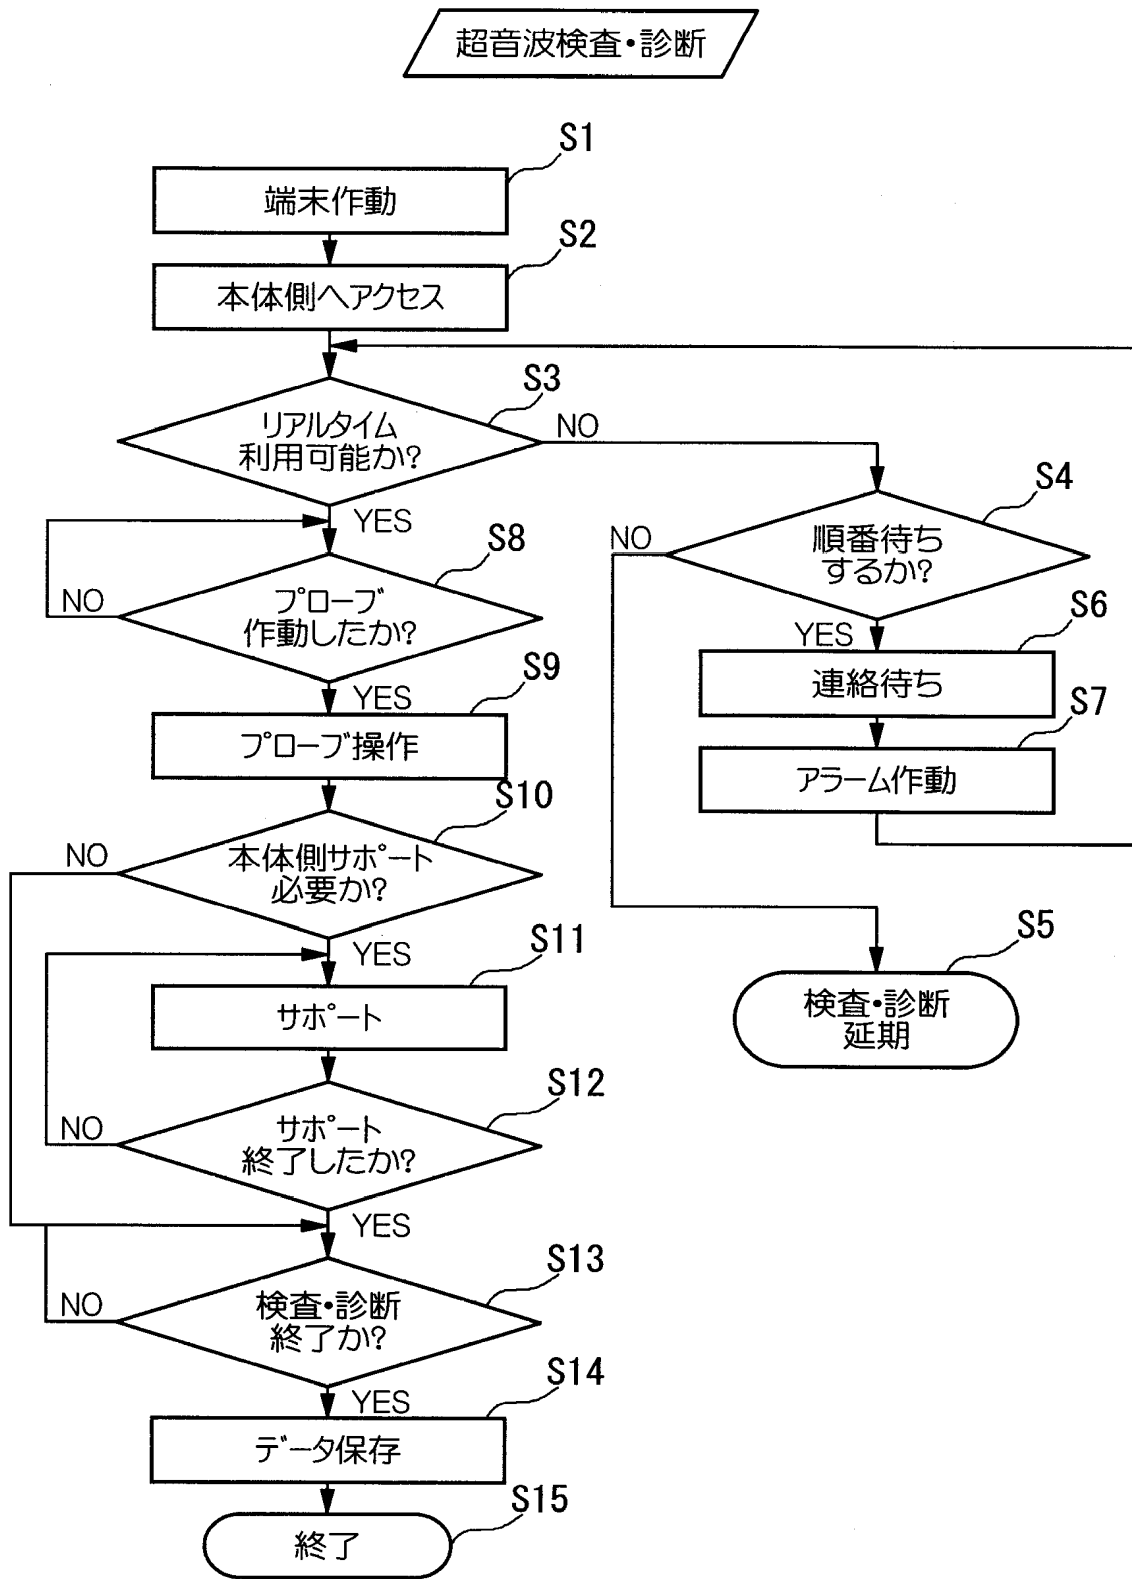 超音波検査・診断
S1
端末作動
S2
本体側へアクセス
S3
リアルタイム
利用可能か?
NO
YES
S4
順番待ち
するか?
NO
YES
S8
プローブ
作動したか?
NO
YES
S6
連絡待ち
S9
プローブ操作
S7
アラーム作動
S10
本体側サポート
必要か?
NO
YES
S5
検査・診断
延期
S11
サポート
S12
サポート
終了したか?
NO
YES
S13
検査・診断
終了か?
NO
YES
S14
データ保存
S15
終了